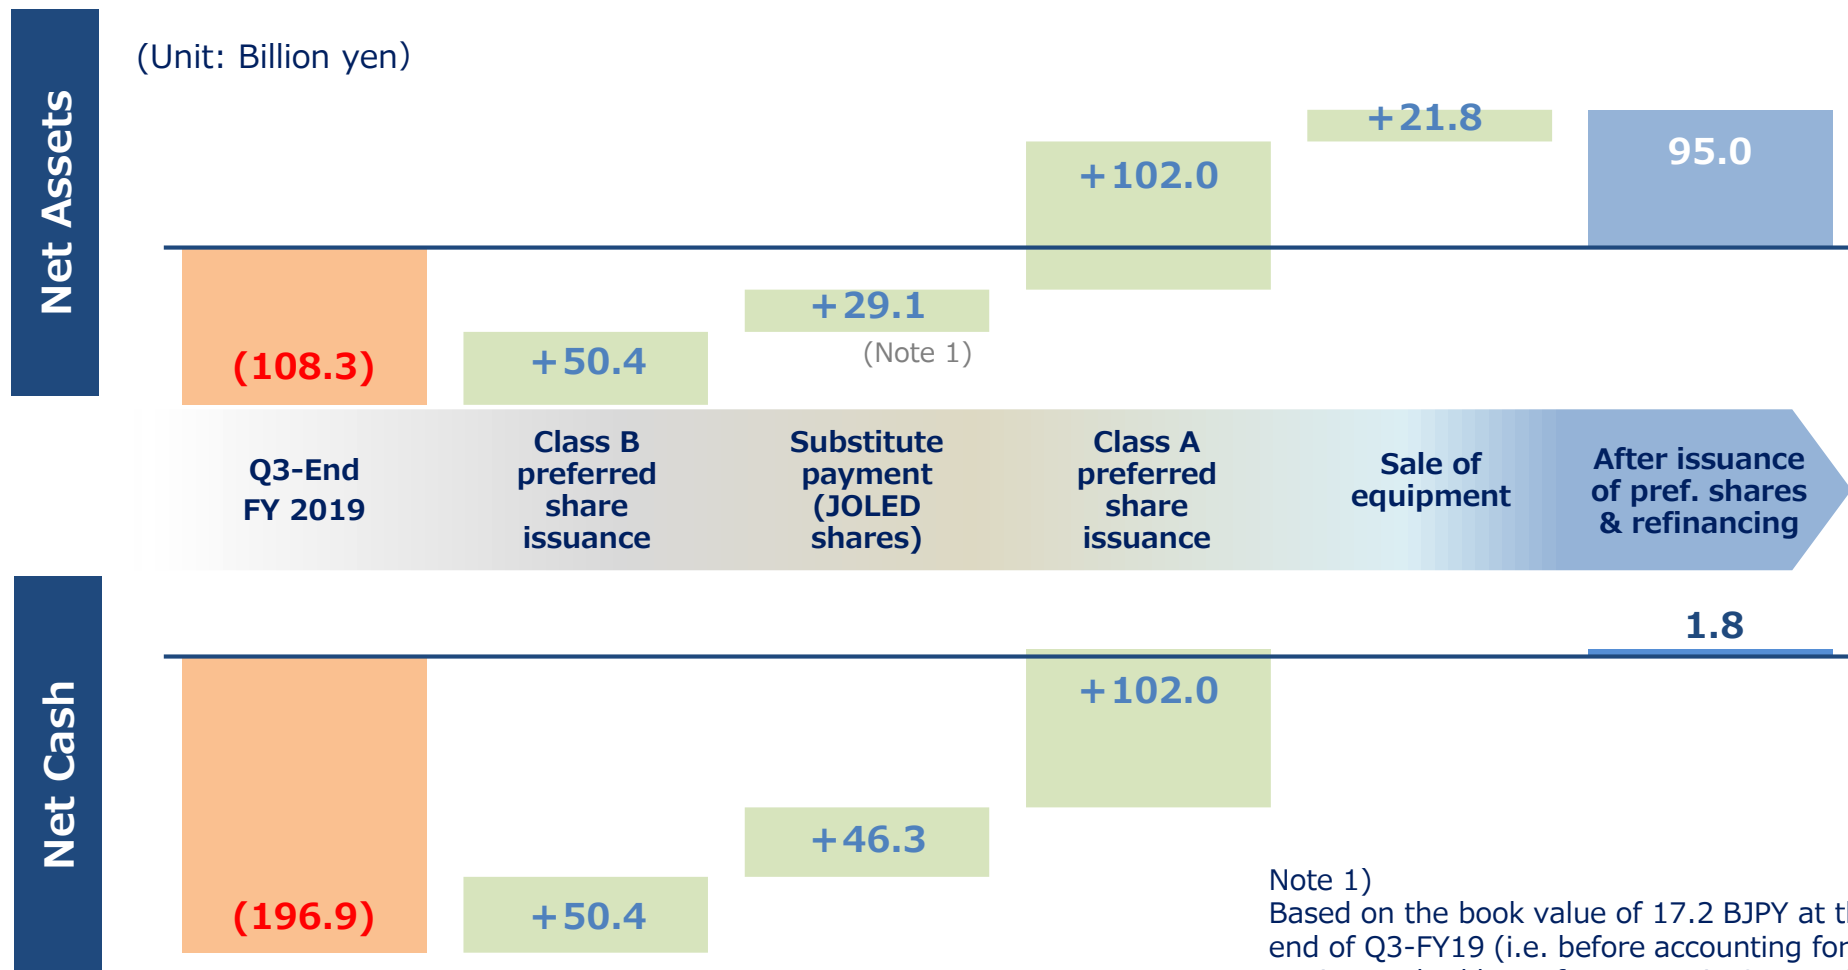 (Unit: Billion yen)
Net Assets
+21.8
95.0
+102.0
+29.1
(Note 1)
(108.3)
+50.4
Q3-End
FY 2019
Class B
preferred
share
issuance
Substitute
payment
(JOLED
shares)
Class A
preferred
share
issuance
Sale of
equipment
After issuance
of pref. shares
& refinancing
Net Cash
1.8
+102.0
+46.3
(196.9)
+50.4
Note 1)
Based on the book value of 17.2 BJPY at
end of Q3-FY19 (i.e. before accounting for